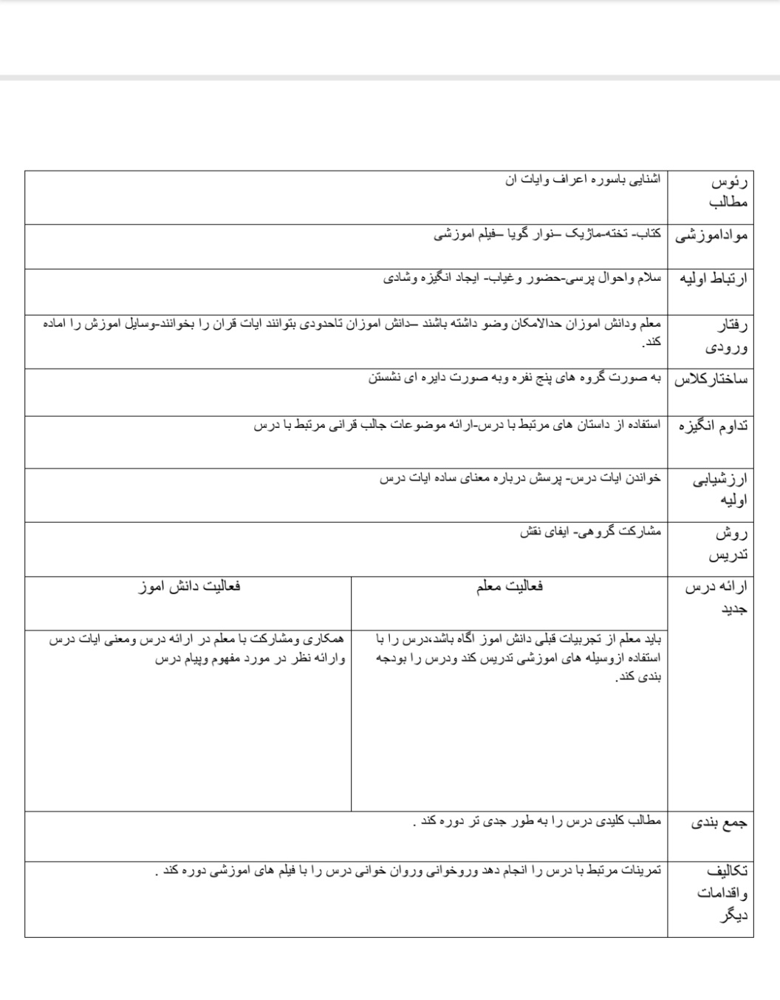 رئوس
مطالب
اشنایی باسوره اعراف وایات ان
مواداموزشی
کتاب- تخته-ماژیک –نوار گویا –فیلم اموزشی
ارتباط اولیه
سلام واحوال پرسی-حضور وغیاب- ایجاد انگیزه وشادی
رفتار
ورودی
معلم ودانش اموزان حدالامکان وضو داشته باشند –دانش اموزان تاحدودی بتوانند ایات قران را بخوانند-وسایل اموزش را اماده
کند.
ساختارکلاس
به صورت گروه های پنج نفره وبه صورت دایره ای نشستن
تداوم انگیزه
استفاده از داستان های مرتبط با درس-ارائه موضوعات جالب قرانی مرتبط با درس
ارزشیابی
اولیه
خواندن ایات درس- پرسش درباره معنای ساده ایات درس
روش
تدریس
مشارکت گروهی- ایفای نقش
ارائه درس
جدید
فعالیت معلم
فعالیت دانش اموز
باید معلم از تجربیات قبلی دانش اموز اگاه باشد،درس را با
استفاده ازوسیله های اموزشی تدریس کند ودرس را بودجه
بندی کند.
همکاری ومشارکت با معلم در ارائه درس ومعنی ایات درس
وارائه نظر در مورد مفهوم وپیام درس
جمع بندی
مطالب کلیدی درس را به طور جدی تر دوره کند .
تکالیف
واقدامات
دیگر
تمرینات مرتبط با درس را انجام دهد وروخوانی وروان خوانی درس را با فیلم های اموزشی دوره کند .